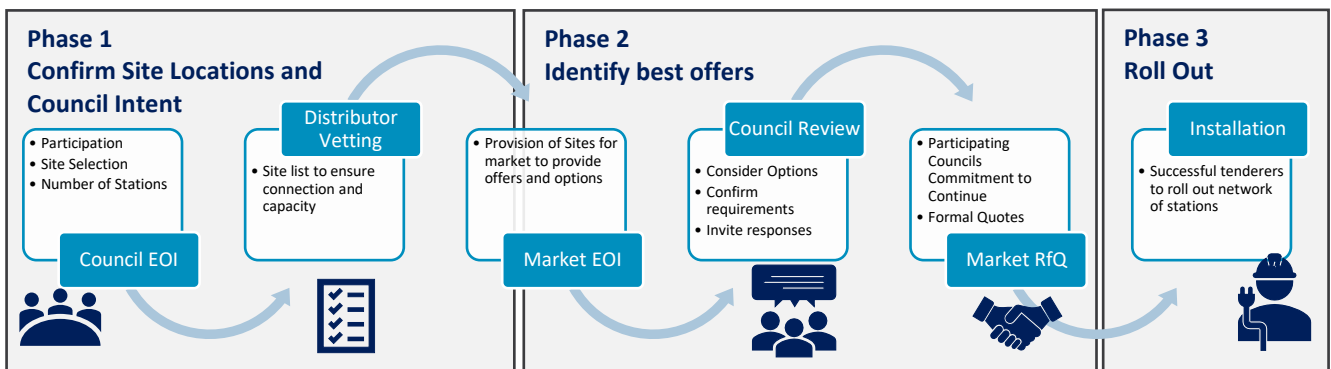 Phase 1
Confirm Site Locations and
Council Intent
• Participation
• Site Selection
• Number of Stations
Council EOI
Distributor
Vetting
• Site list to ensure
connection and
capacity
Phase 2
Identify best offers
• Provision of Sites for
market to provide
offers and options
Market EOI
Council Review
• Consider Options
• Confirm
requirements
• Invite responses
• Participating
Councils
Commitment to
Continue
• Formal Quotes
Market RfQ
Phase 3
Roll Out
Installation
• Successful tenderers
to roll out network
of stations